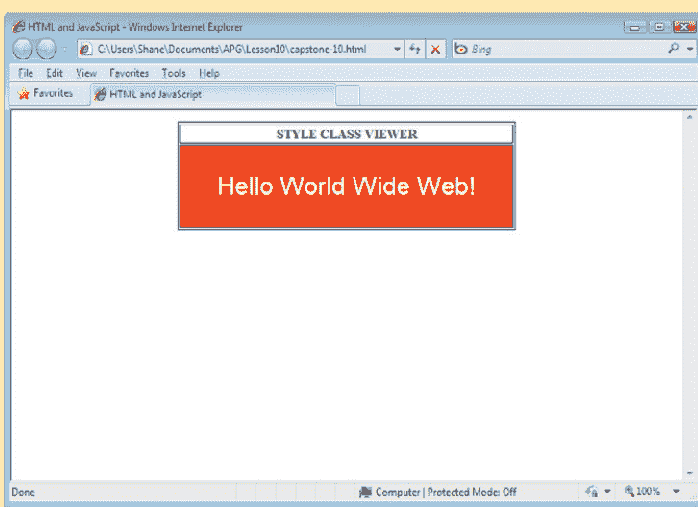 HTML and JavaScript - Windows Internet Explorer
C:\Users\Shane\Documents\APG\Lesson10\capstone 10.html
Bing
File Edit View Favorites Tools Help
Favorites
HTML and JavaScript
STYLE CLASS VIEWER
Hello World Wide Web!
Done
Computer | Protected Mode: Off
100%